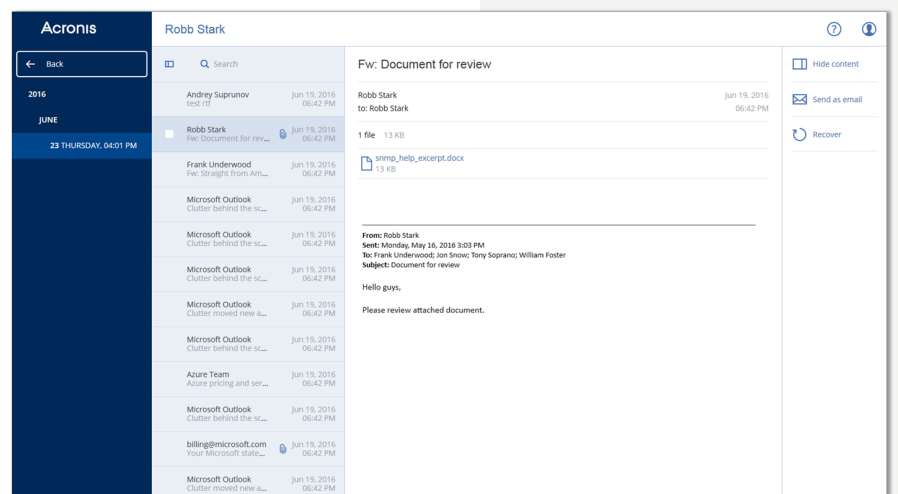 Acronis
Robb Stark
Back
2016
JUNE
23 THURSDAY, 04:01 PM
Search
Andrey Suprunov Jun 19, 2016
test rtf 06:42 PM
Robb Stark Jun 19, 2016
Fw: Document for rev... 06:42 PM
Frank Underwood Jun 19, 2016
Fw: Straight from Am... 06:42 PM
Microsoft Outlook Jun 19, 2016
Clutter behind the sc... 06:42 PM
Microsoft Outlook Jun 19, 2016
Clutter behind the sc... 06:42 PM
Microsoft Outlook Jun 19, 2016
Clutter behind the sc... 06:42 PM
Microsoft Outlook Jun 19, 2016
Clutter moved new a... 06:42 PM
Microsoft Outlook Jun 19, 2016
Clutter behind the sc... 06:42 PM
Azure Team Jun 19, 2016
Azure pricing and ser... 06:42 PM
Microsoft Outlook Jun 19, 2016
Clutter behind the sc... 06:42 PM
billing@microsoft.com Jun 19, 2016
Your Microsoft state... 06:42 PM
Microsoft Outlook Jun 19, 2016
Clutter moved new a... 06:42 PM
Fw: Document for review
Robb Stark Jun 19, 2016
to: Robb Stark 06:42 PM
1 file 13 KB
snmp_help_excerpt.docx
13 KB
From: Robb Stark
Sent: Monday, May 16, 2016 3:03 PM
To: Frank Underwood; Jon Snow; Tony Soprano; William Foster
Subject: Document for review
Hello guys,
Please review attached document.
Hide content
Send as email
Recover